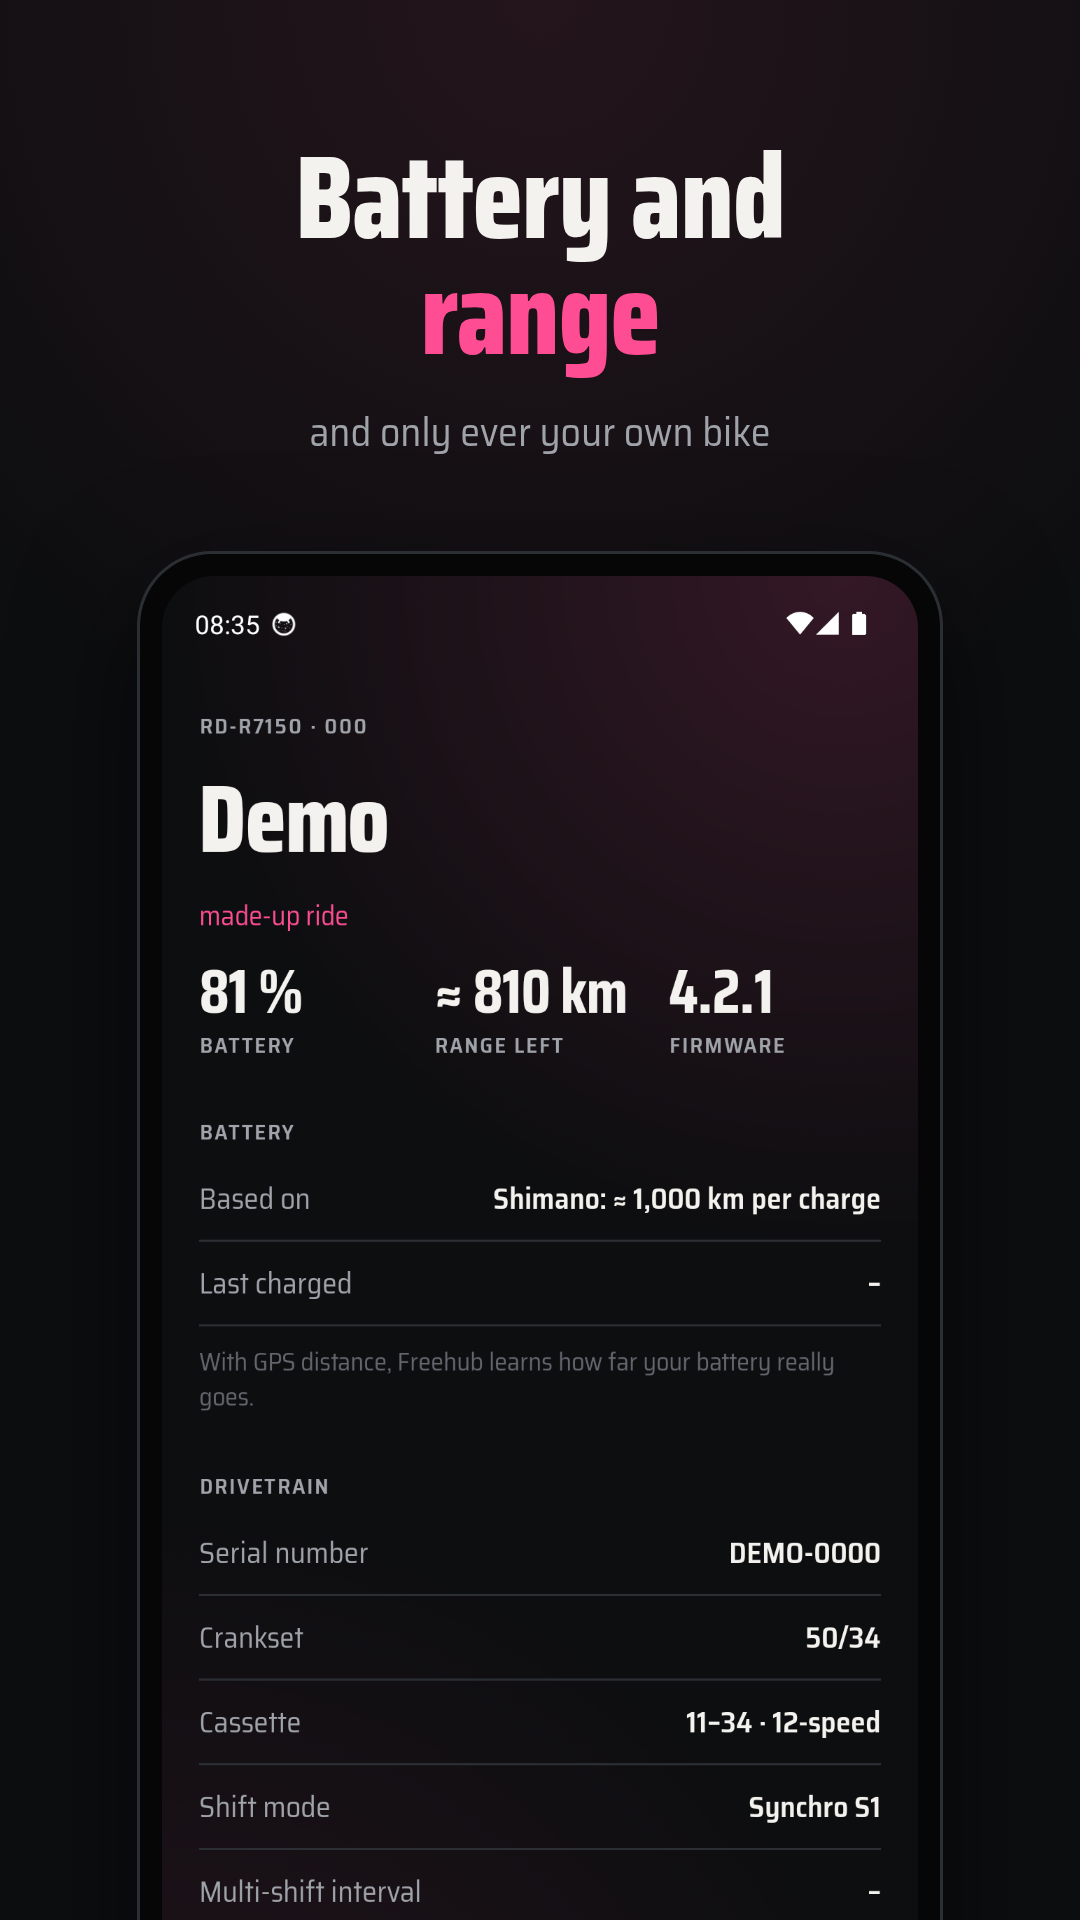 Battery and
range
and only ever your own bike
08:35
RD-R7150 · 000
Demo
made-up ride
81 % ≈ 810 km 4.2.1
BATTERY RANGE LEFT FIRMWARE
BATTERY
Based on Shimano: ≈ 1,000 km per charge
Last charged –
With GPS distance, Freehub learns how far your battery really
goes.
DRIVETRAIN
Serial number DEMO-0000
Crankset 50/34
Cassette 11–34 · 12-speed
Shift mode Synchro S1
Multi-shift interval –